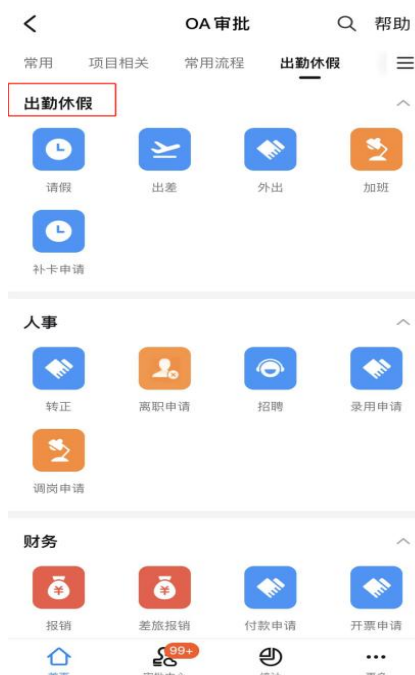 OA审批 帮助
常用 项目相关 常用流程 出勤休假
出勤休假
请假 出差 外出 加班
补卡申请
人事
转正 离职申请 招聘 录用申请
调岗申请
财务
报销 差旅报销 付款申请 开票申请
99+